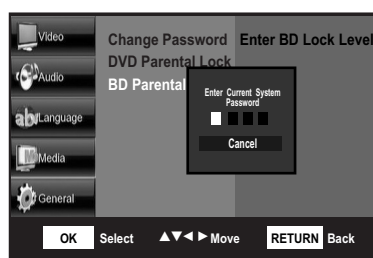 Video
Audio
Language
Media
General
Change Password
DVD Parental Lock
BD Parental
Enter BD Lock Level
Enter Current System
Password
Cancel
OK Select ▲▼◄► Move RETURN Back